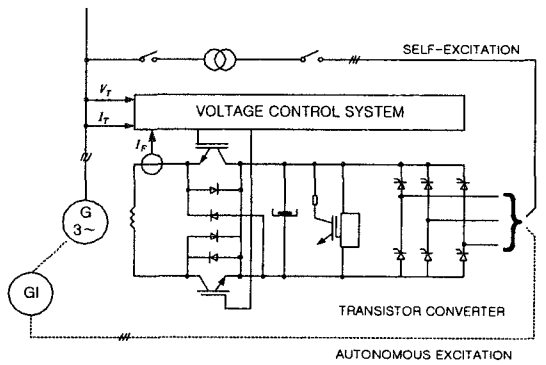 SELF-EXCITATION
V_T
VOLTAGE CONTROL SYSTEM
I_T
I_F
G
3~
GI
TRANSISTOR CONVERTER
AUTONOMOUS EXCITATION